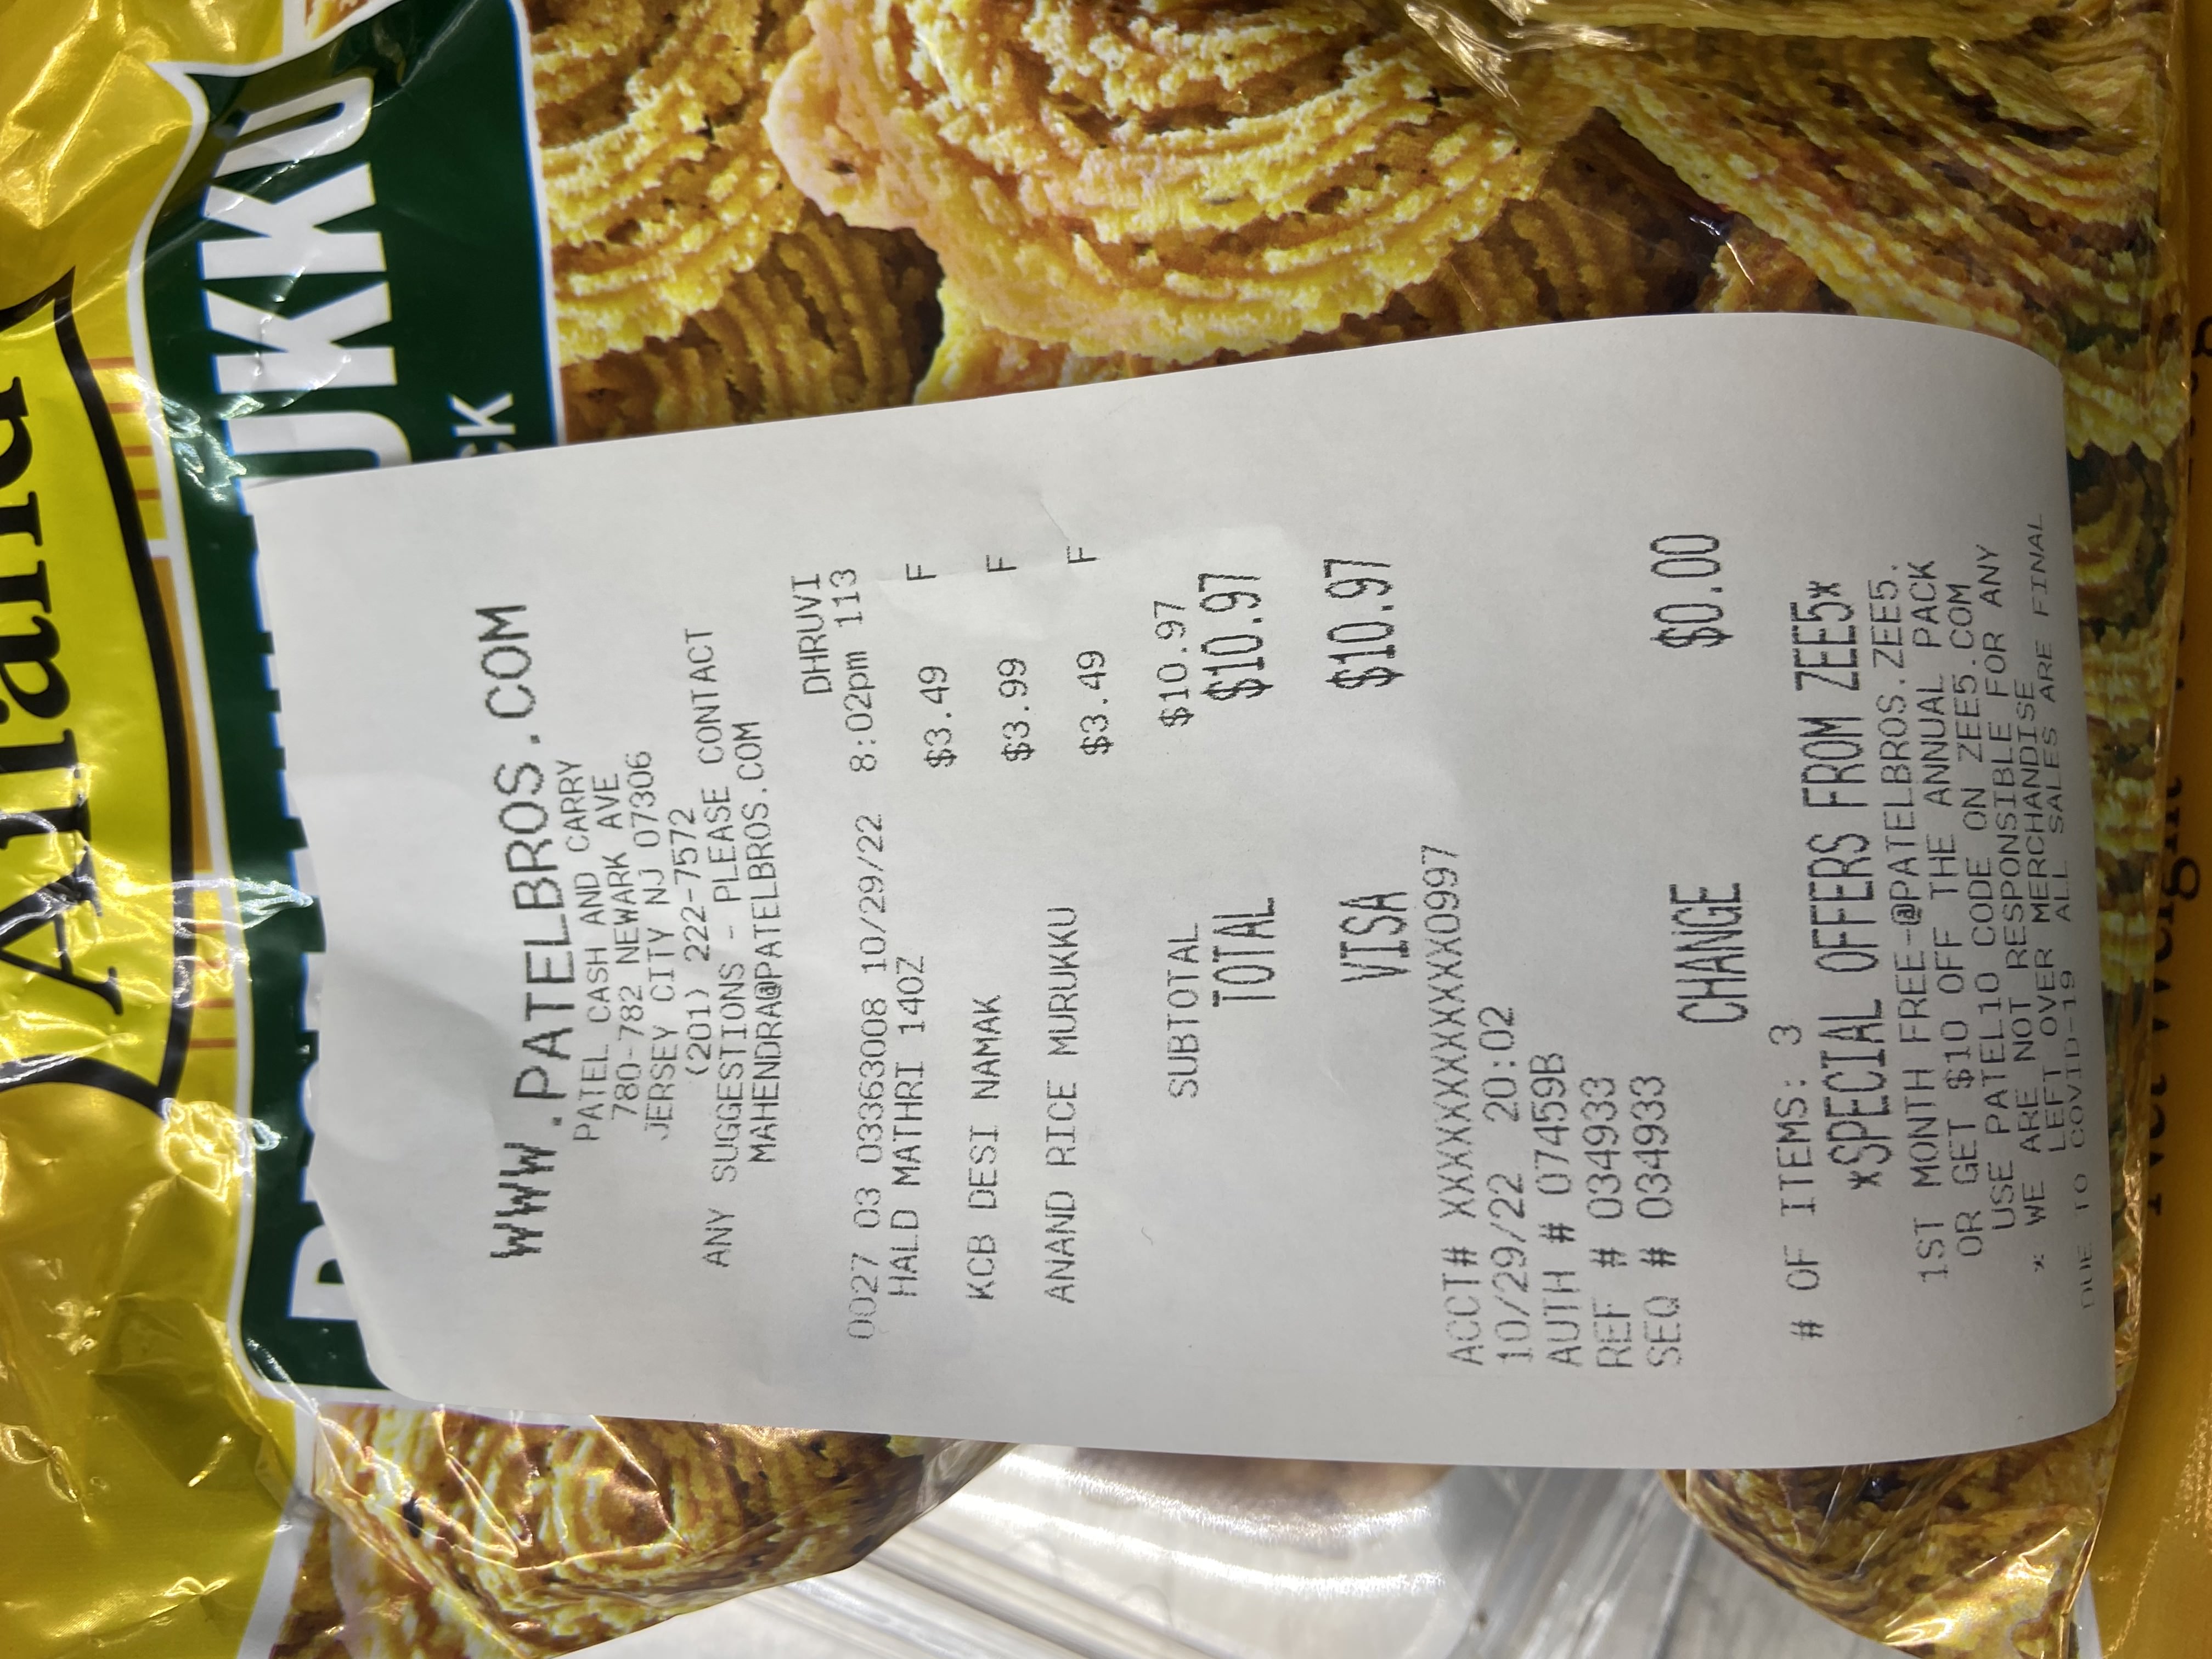 Anand
UKKU
CK
WWW.PATELBROS.COM
PATEL CASH AND CARRY
780-782 NEWARK AVE
JERSEY CITY NJ 07306
(201) 222-7572
ANY SUGGESTIONS - PLEASE CONTACT
MAHENDRA@PATELBROS.COM
DHRUVI
0027 03 03363008 10/29/22 8:02pm 113
HALD MATHRI 14OZ
$3.49 F
KCB DESI NAMAK
$3.99 F
ANAND RICE MURUKKU
$3.49 F
SUBTOTAL $10.97
TOTAL $10.97
VISA $10.97
ACCT# XXXXXXXXXXXX0997
10/29/22 20:02
AUTH # 07459B
REF # 034933
SEQ # 034933
CHANGE $0.00
# OF ITEMS: 3
*SPECIAL OFFERS FROM ZEE5*
1ST MONTH FREE-@PATELBROS.ZEE5.
OR GET $10 OFF THE ANNUAL PACK
USE PATEL10 CODE ON ZEE5.COM
* WE ARE NOT RESPONSIBLE FOR ANY
LEFT OVER MERCHANDISE
DUE TO COVID-19 ALL SALES ARE FINAL
Net Weight